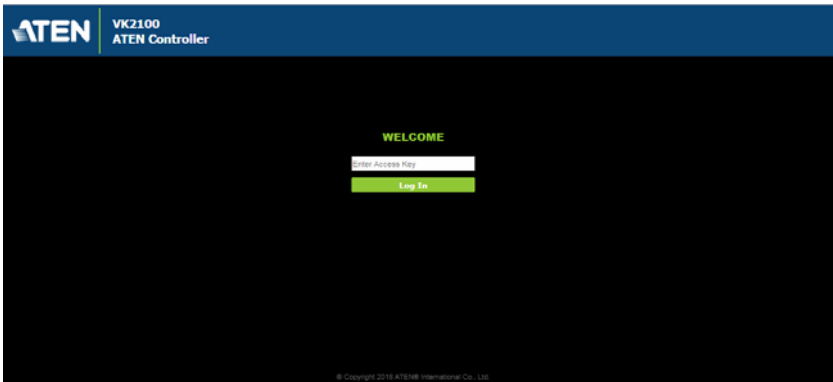 ATEN
VK2100
ATEN Controller
WELCOME
Enter Access Key
Log In
© Copyright 2018 ATEN® International Co., Ltd.